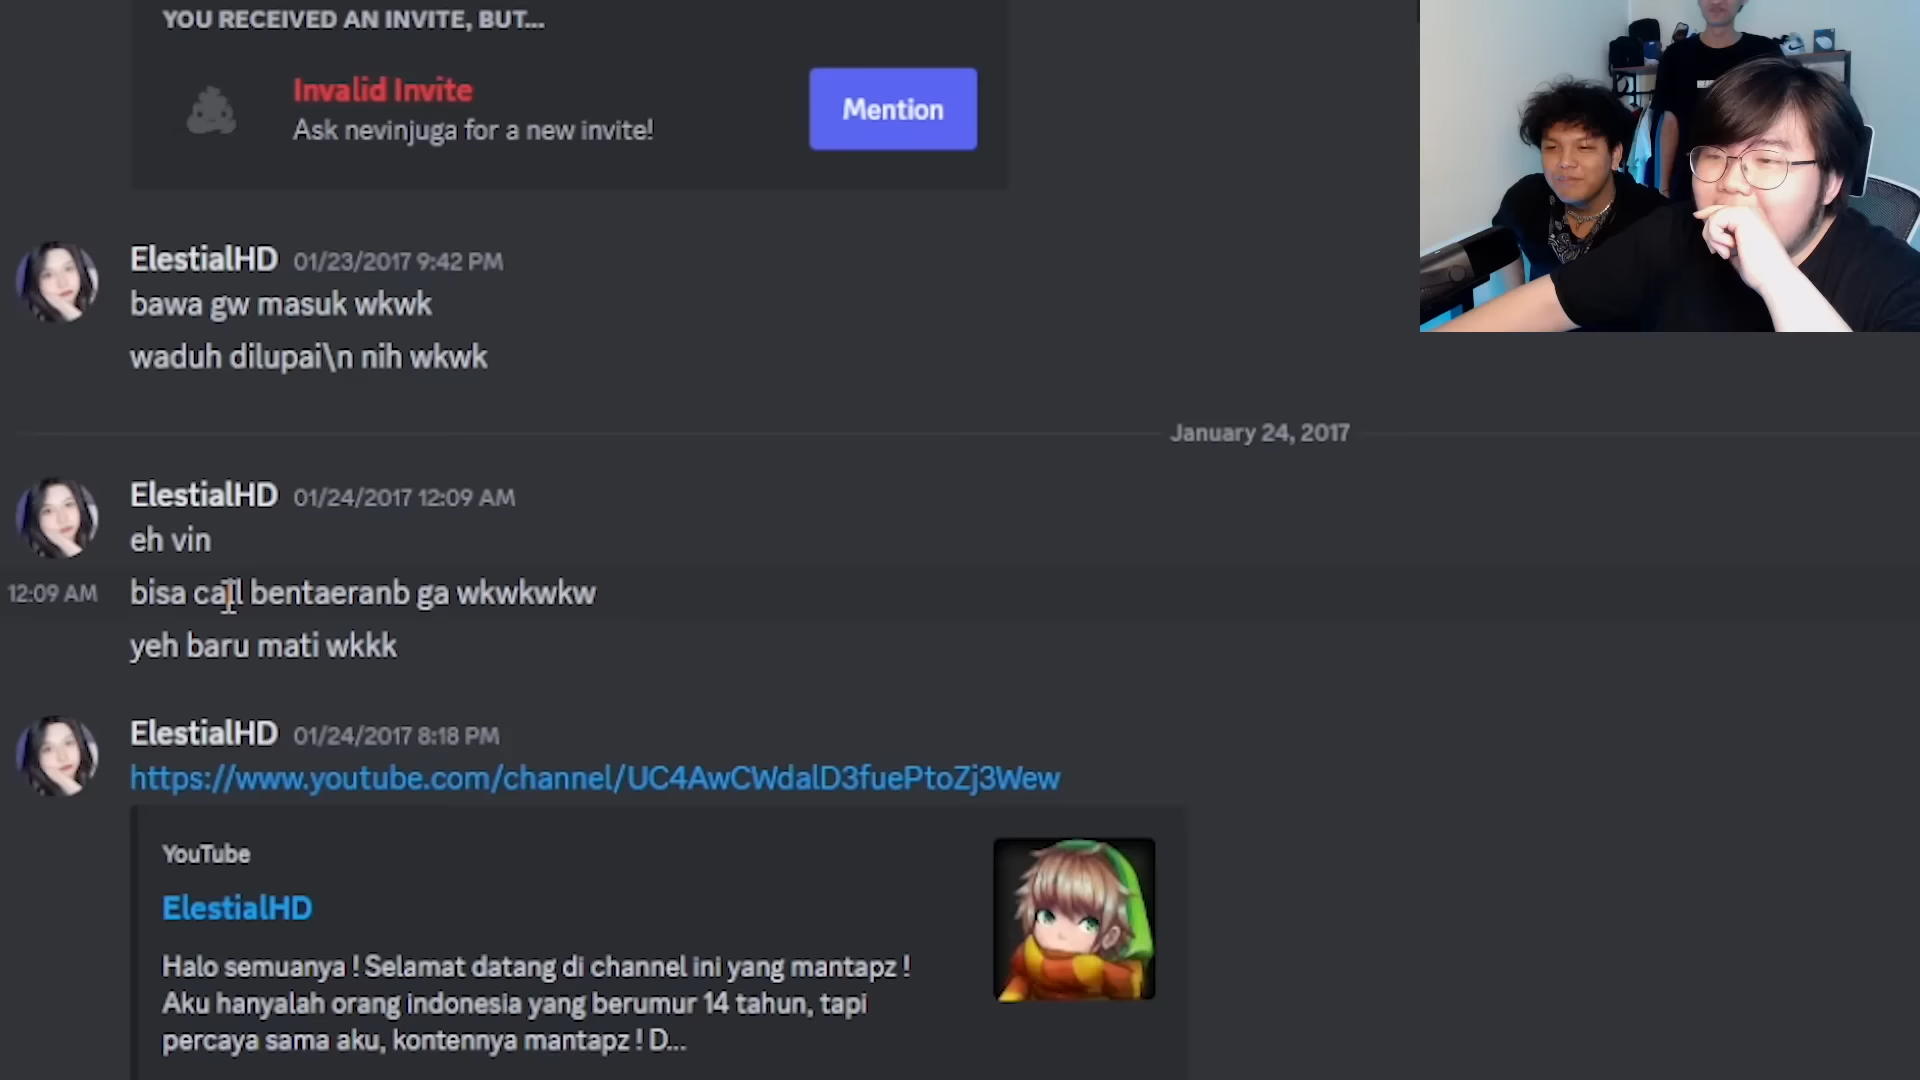 YOU RECEIVED AN INVITE, BUT...
Invalid Invite
Ask nevinjuga for a new invite!
Mention
ElestialHD 01/23/2017 9:42 PM
bawa gw masuk wkwk
waduh dilupai\n nih wkwk
January 24, 2017
ElestialHD 01/24/2017 12:09 AM
eh vin
12:09 AM bisa call bentaeranb ga wkwkwkw
yeh baru mati wkkk
ElestialHD 01/24/2017 8:18 PM
https://www.youtube.com/channel/UC4AwCWdalD3fuePtoZj3Wew
YouTube
ElestialHD
Halo semuanya ! Selamat datang di channel ini yang mantapz !
Aku hanyalah orang indonesia yang berumur 14 tahun, tapi
percaya sama aku, kontennya mantapz ! D...